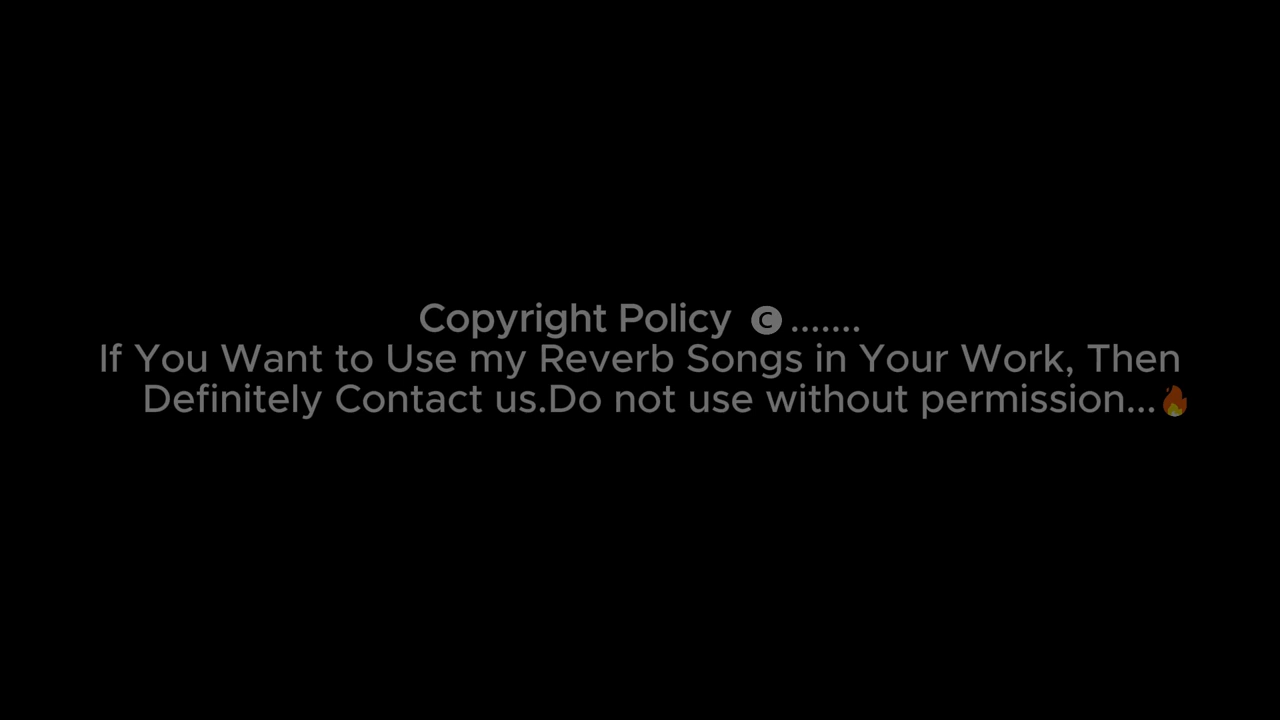 Copyright Policy 🅒.......
If You Want to Use my Reverb Songs in Your Work, Then
Definitely Contact us.Do not use without permission...🔥